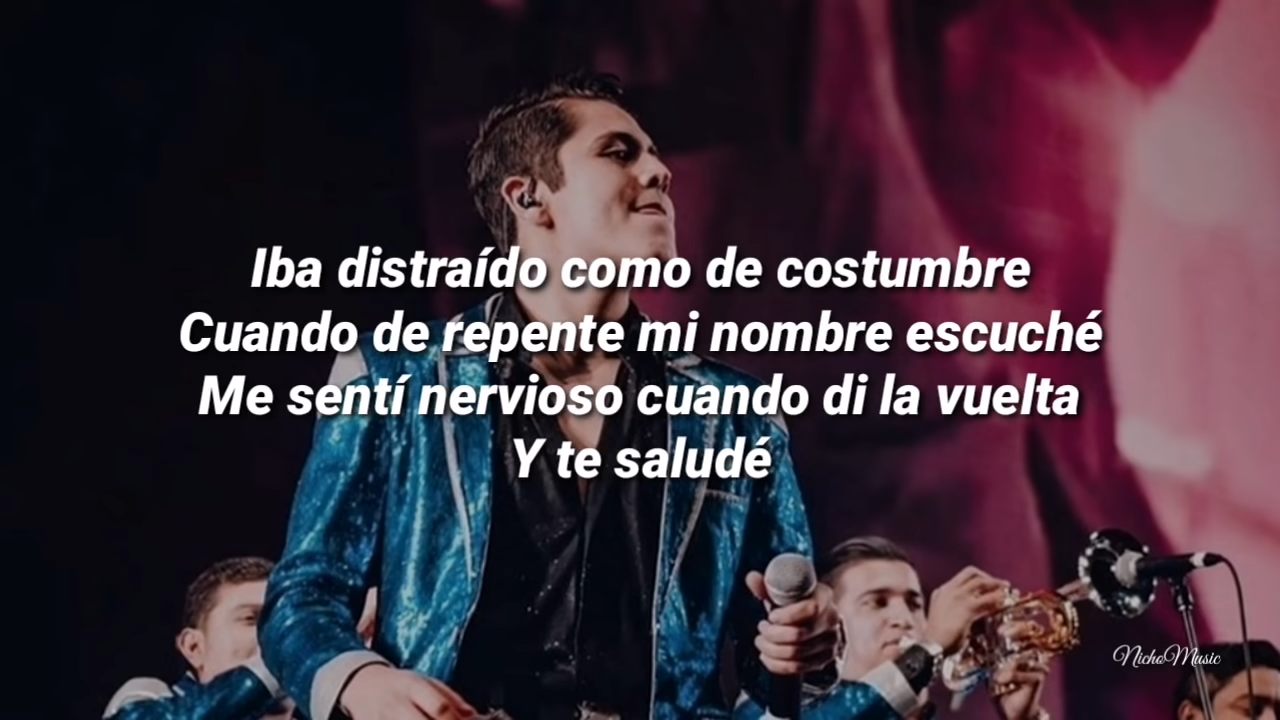 Iba distraído como de costumbre
Cuando de repente mi nombre escuché
Me sentí nervioso cuando di la vuelta
Y te saludé
NichoMusic